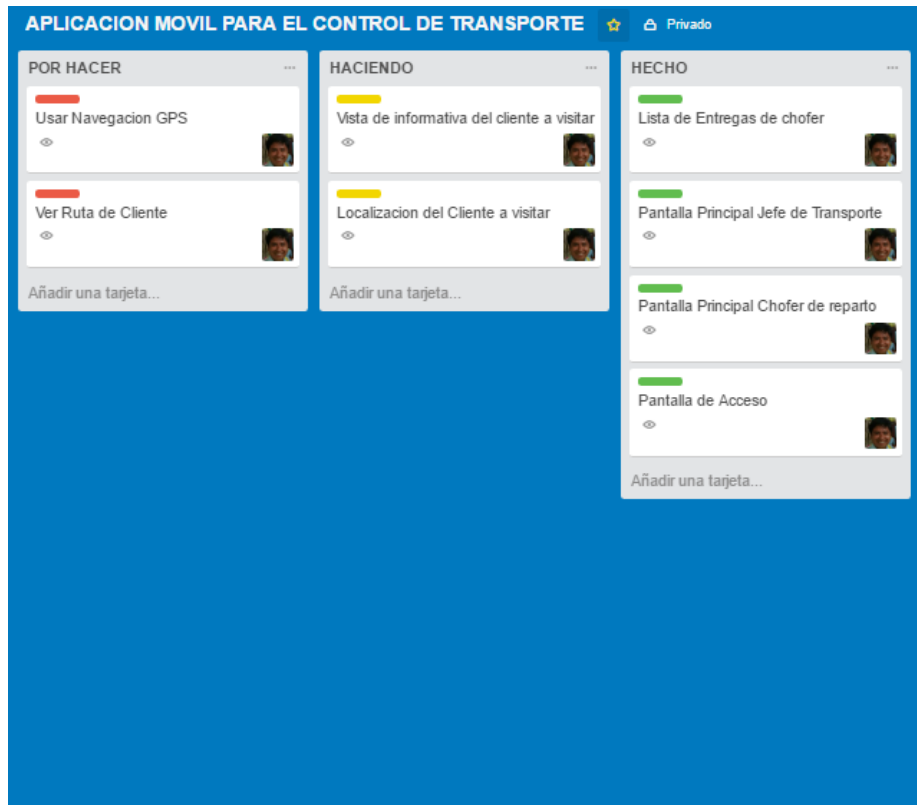 APLICACION MOVIL PARA EL CONTROL DE TRANSPORTE
Privado
POR HACER
Usar Navegacion GPS
Ver Ruta de Cliente
Añadir una tarjeta...
HACIENDO
Vista de informativa del cliente a visitar
Localizacion del Cliente a visitar
Añadir una tarjeta...
HECHO
Lista de Entregas de chofer
Pantalla Principal Jefe de Transporte
Pantalla Principal Chofer de reparto
Pantalla de Acceso
Añadir una tarjeta...